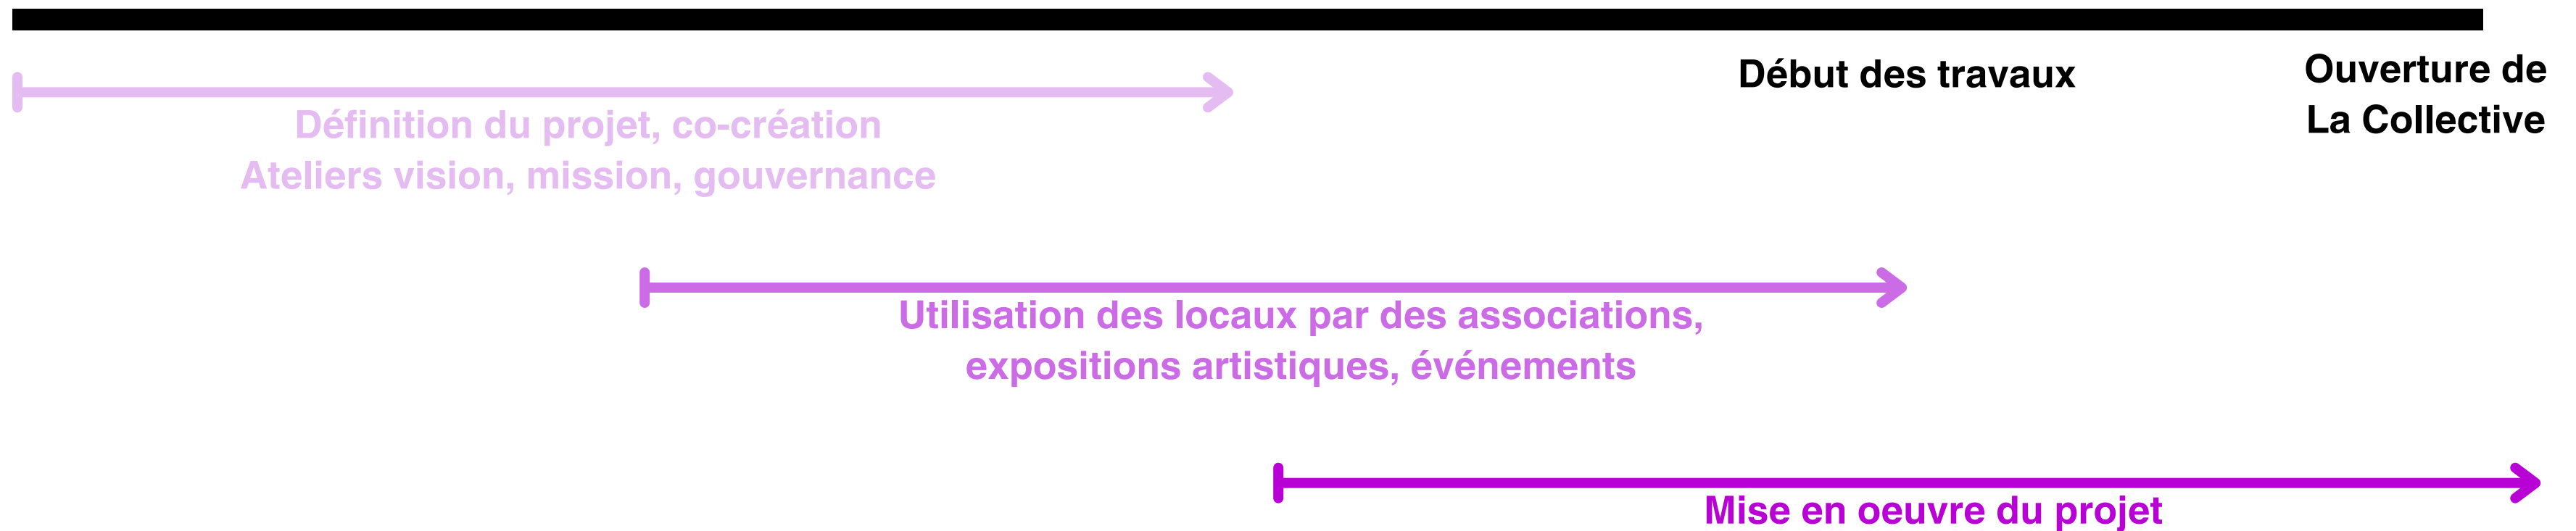 Début des travaux
Ouverture de
La Collective
Définition du projet, co-création
Ateliers vision, mission, gouvernance
Utilisation des locaux par des associations,
expositions artistiques, événements
Mise en oeuvre du projet